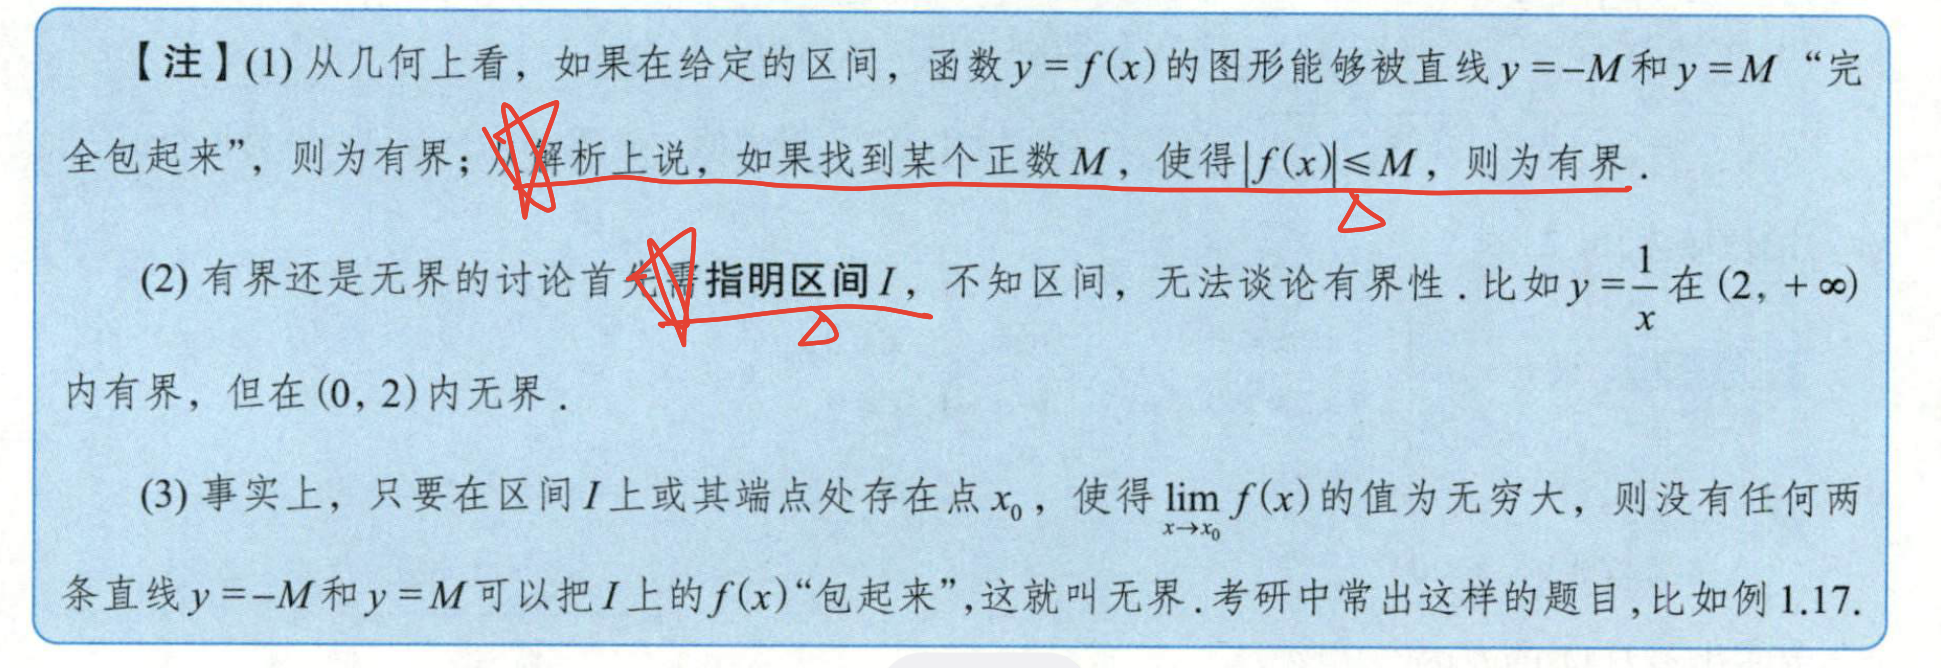 【注】(1) 从几何上看，如果在给定的区间，函数 y = f(x) 的图形能够被直线 y = –M 和 y = M “完
全包起来”，则为有界；从解析上说，如果找到某个正数 M，使得|f(x)|≤M，则为有界.
(2) 有界还是无界的讨论首先需指明区间 I，不知区间，无法谈论有界性. 比如 y = 1/x 在 (2, +∞)
内有界，但在 (0, 2) 内无界.
(3) 事实上，只要在区间 I 上或其端点处存在点 x₀，使得 lim_{x→x₀} f(x) 的值为无穷大，则没有任何两
条直线 y = –M 和 y = M 可以把 I 上的 f(x)“包起来”,这就叫无界.考研中常出这样的题目,比如例 1.17.